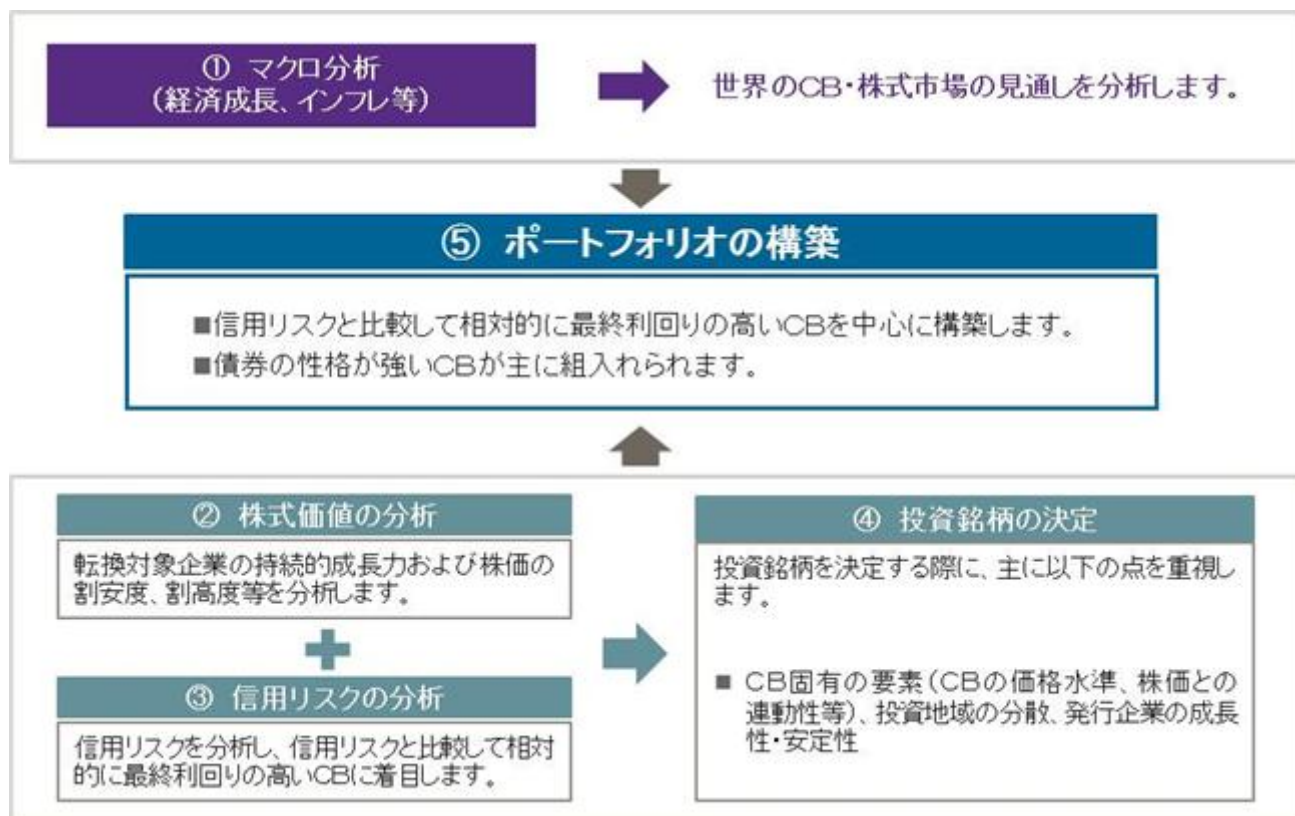 ① マクロ分析
(経済成長、インフレ等)
世界のCB・株式市場の見通しを分析します。
⑤ ポートフォリオの構築
■信用リスクと比較して相対的に最終利回りの高いCBを中心に構築します。
■債券の性格が強いCBが主に組入れられます。
② 株式価値の分析
転換対象企業の持続的成長力および株価の
割安度、割高度等を分析します。
③ 信用リスクの分析
信用リスクを分析し、信用リスクと比較して相対
的に最終利回りの高いCBに着目します。
④ 投資銘柄の決定
投資銘柄を決定する際に、主に以下の点を重視し
ます。
■ CB固有の要素(CBの価格水準、株価との
連動性等)、投資地域の分散、発行企業の成長
性・安定性